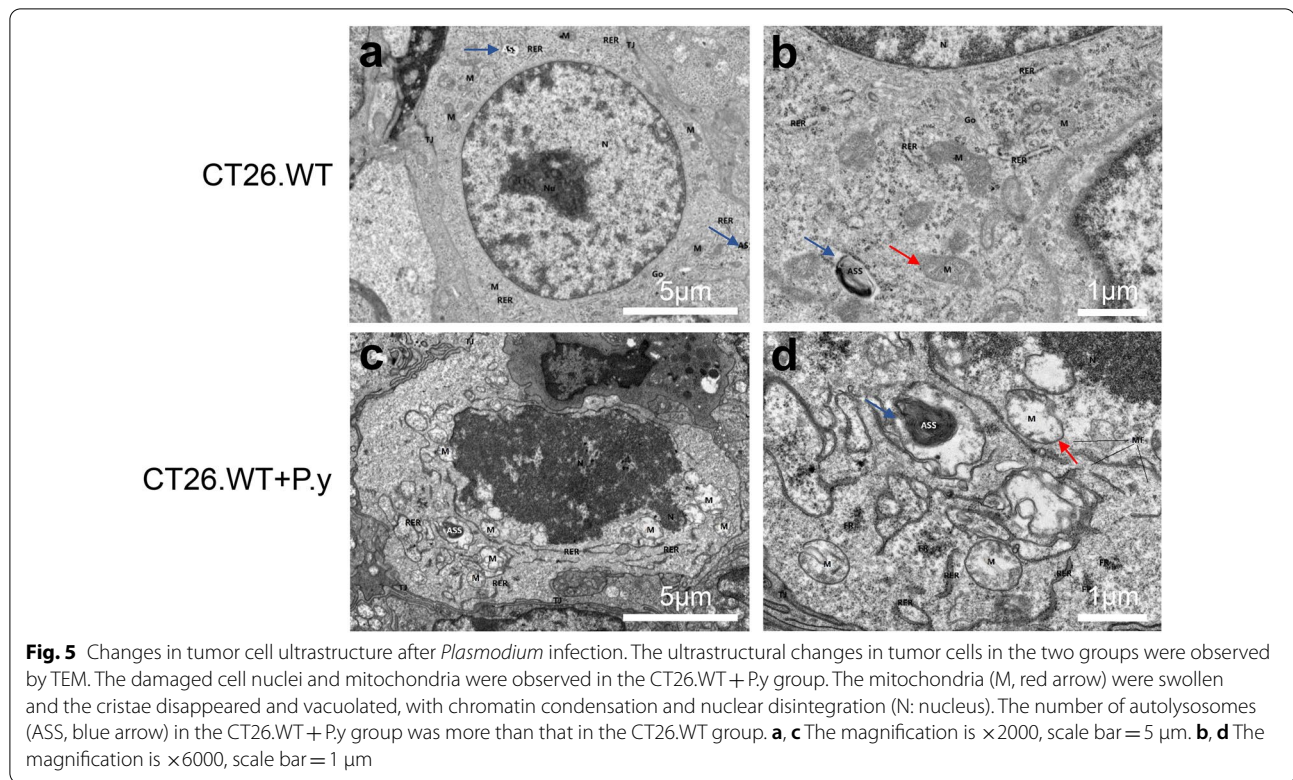 a
RER
M
RER
TJ
M
M
M
N
TJ
Nu
RER
M
AS
Go
M
RER
5μm
CT26.WT
b
N
RER
RER
Go
M
RER
M
RER
ASS
M
1μm
c
TJ
N
M
M
RER
ASS
M
N
M
M
M
RER
RER
M
RER
TJ
TJ
5μm
CT26.WT+P.y
d
N
ASS
M
MF
FR
FR
M
M
RER
RER
FR
RER
TJ
1μm
Fig. 5 Changes in tumor cell ultrastructure after Plasmodium infection. The ultrastructural changes in tumor cells in the two groups were observed
by TEM. The damaged cell nuclei and mitochondria were observed in the CT26.WT + P.y group. The mitochondria (M, red arrow) were swollen
and the cristae disappeared and vacuolated, with chromatin condensation and nuclear disintegration (N: nucleus). The number of autolysosomes
(ASS, blue arrow) in the CT26.WT + P.y group was more than that in the CT26.WT group. a, c The magnification is ×2000, scale bar = 5 μm. b, d The
magnification is ×6000, scale bar = 1 μm